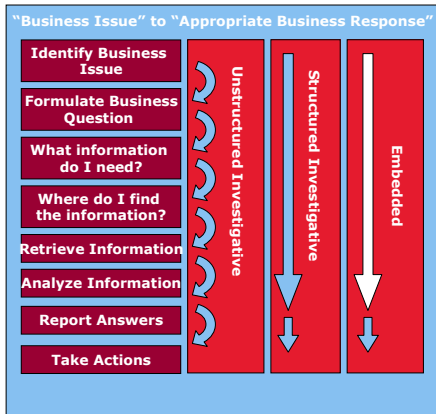 “Business Issue” to “Appropriate Business Response”
Identify Business
Issue
Formulate Business
Question
What information
do I need?
Where do I find
the information?
Retrieve Information
Analyze Information
Report Answers
Take Actions
Unstructured Investigative
Structured Investigative
Embedded